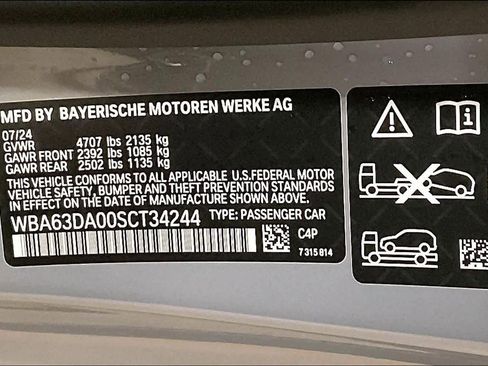 MFD BY BAYERISCHE MOTOREN WERKE AG
07/24
GVWR 4707 lbs 2135 kg
GAWR FRONT 2392 lbs 1085 kg
GAWR REAR 2502 lbs 1135 kg
THIS VEHICLE CONFORMS TO ALL APPLICABLE U.S.FEDERAL MOTOR
VEHICLE SAFETY, BUMPER AND THEFT PREVENTION STANDARDS
IN EFFECT ON THE DATE OF MANUFACTURE SHOWN ABOVE.
WBA63DA00SCT34244 TYPE: PASSENGER CAR
C4P
7 315 814